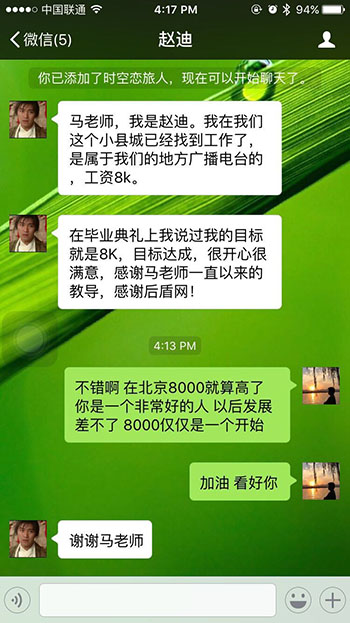 中国联通
4:17 PM
94%
微信(5)
赵迪
你已添加了时空恋旅人，现在可以开始聊天了。
马老师，我是赵迪。我在我们
这个小县城已经找到工作了，
是属于我们的地方广播电台的
，工资8k。
在毕业典礼上我说过我的目标
就是8K，目标达成，很开心很
满意，感谢马老师一直以来的
教导，感谢后盾网！
4:13 PM
不错啊 在北京8000就算高了
你是一个非常好的人 以后发展
差不了 8000仅仅是一个开始
加油 看好你
谢谢马老师